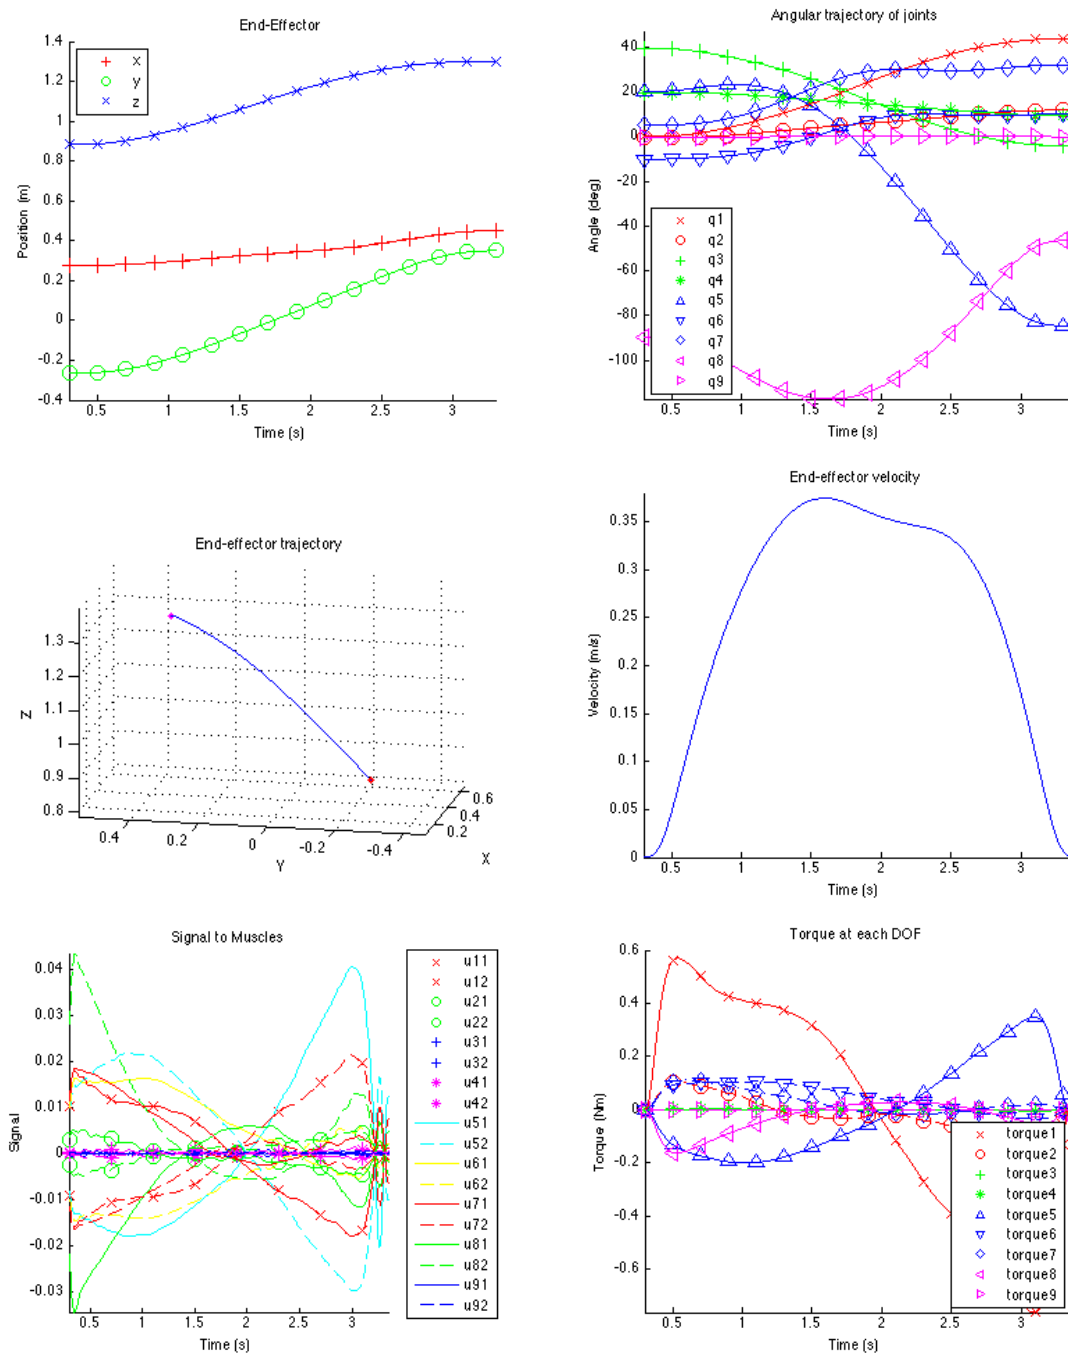 End-Effector
1.4
1.2
1
0.8
0.6
0.4
0.2
0
-0.2
-0.4
Position (m)
x
y
z
0.5 1 1.5 2 2.5 3
Time (s)
Angular trajectory of joints
40
20
0
-20
-40
-60
-80
-100
Angle (deg)
q1
q2
q3
q4
q5
q6
q7
q8
q9
0.5 1 1.5 2 2.5 3
Time (s)
End-effector trajectory
1.3
1.2
1.1
1
0.9
0.8
Z
0.4 0.2 0 -0.2 -0.4
Y
0.6
0.4
0.2
X
End-effector velocity
0.35
0.3
0.25
0.2
0.15
0.1
0.05
0
Velocity (m/s)
0.5 1 1.5 2 2.5 3
Time (s)
Signal to Muscles
0.04
0.03
0.02
0.01
0
-0.01
-0.02
-0.03
Signal
0.5 1 1.5 2 2.5 3
Time (s)
u11
u12
u21
u22
u31
u32
u41
u42
u51
u52
u61
u62
u71
u72
u81
u82
u91
u92
Torque at each DOF
0.6
0.4
0.2
0
-0.2
-0.4
-0.6
Torque (Nm)
torque1
torque2
torque3
torque4
torque5
torque6
torque7
torque8
torque9
0.5 1 1.5 2 2.5 3
Time (s)